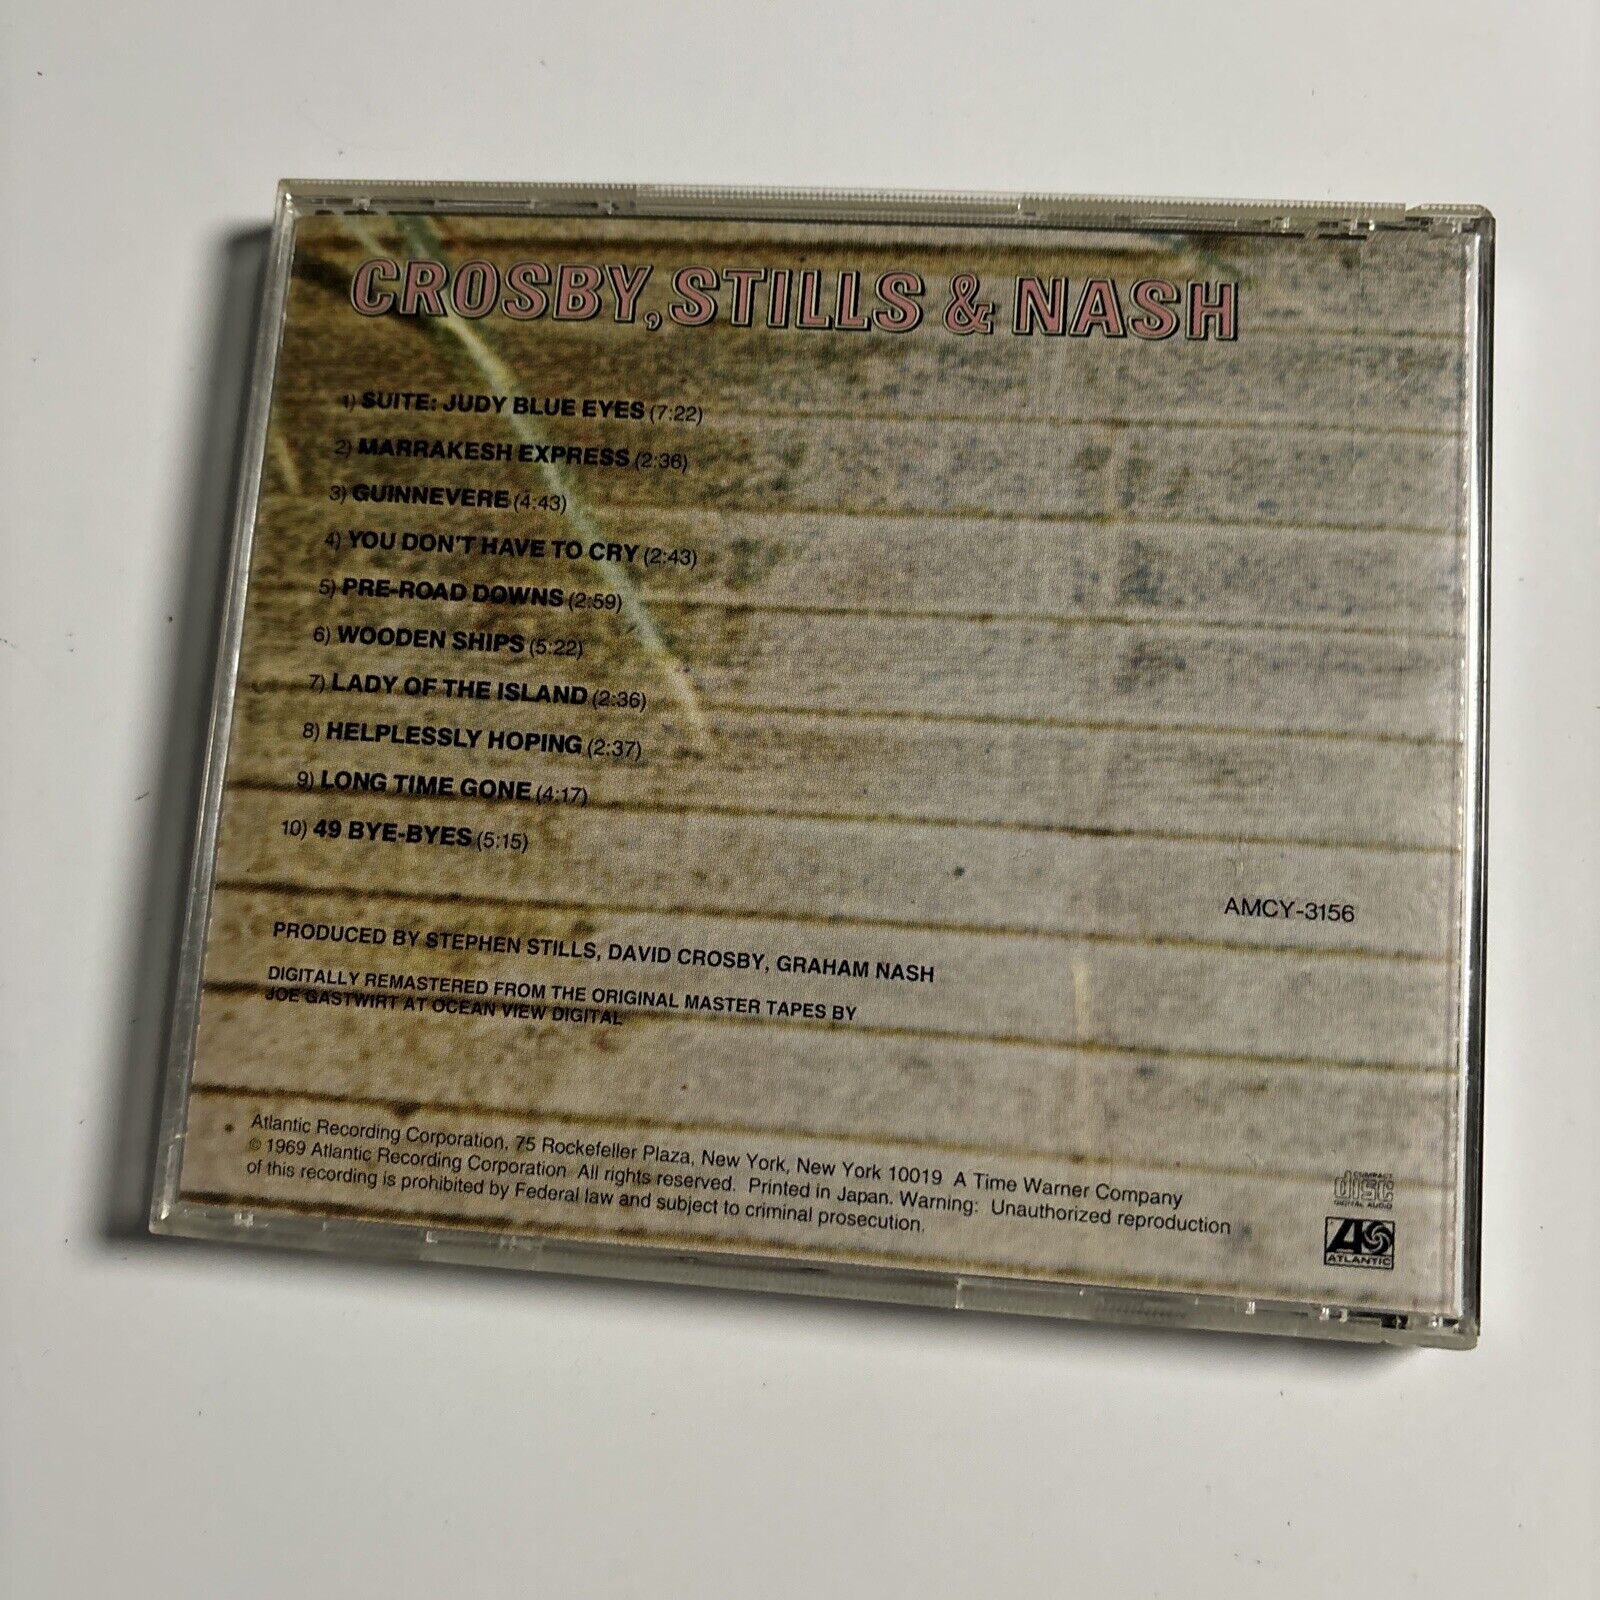 CROSBY, STILLS & NASH
1) SUITE: JUDY BLUE EYES (7:22)
2) MARRAKESH EXPRESS (2:36)
3) GUINNEVERE (4:43)
4) YOU DON'T HAVE TO CRY (2:43)
5) PRE-ROAD DOWNS (2:59)
6) WOODEN SHIPS (5:22)
7) LADY OF THE ISLAND (2:36)
8) HELPLESSLY HOPING (2:37)
9) LONG TIME GONE (4:17)
10) 49 BYE-BYES (5:15)
AMCY-3156
PRODUCED BY STEPHEN STILLS, DAVID CROSBY, GRAHAM NASH
DIGITALLY REMASTERED FROM THE ORIGINAL MASTER TAPES BY
JOE GASTWIRT AT OCEAN VIEW DIGITAL
Atlantic Recording Corporation, 75 Rockefeller Plaza, New York, New York 10019 A Time Warner Company
© 1969 Atlantic Recording Corporation All rights reserved. Printed in Japan. Warning: Unauthorized reproduction
of this recording is prohibited by Federal law and subject to criminal prosecution.
COMPACT
disc
DIGITAL AUDIO
ATLANTIC